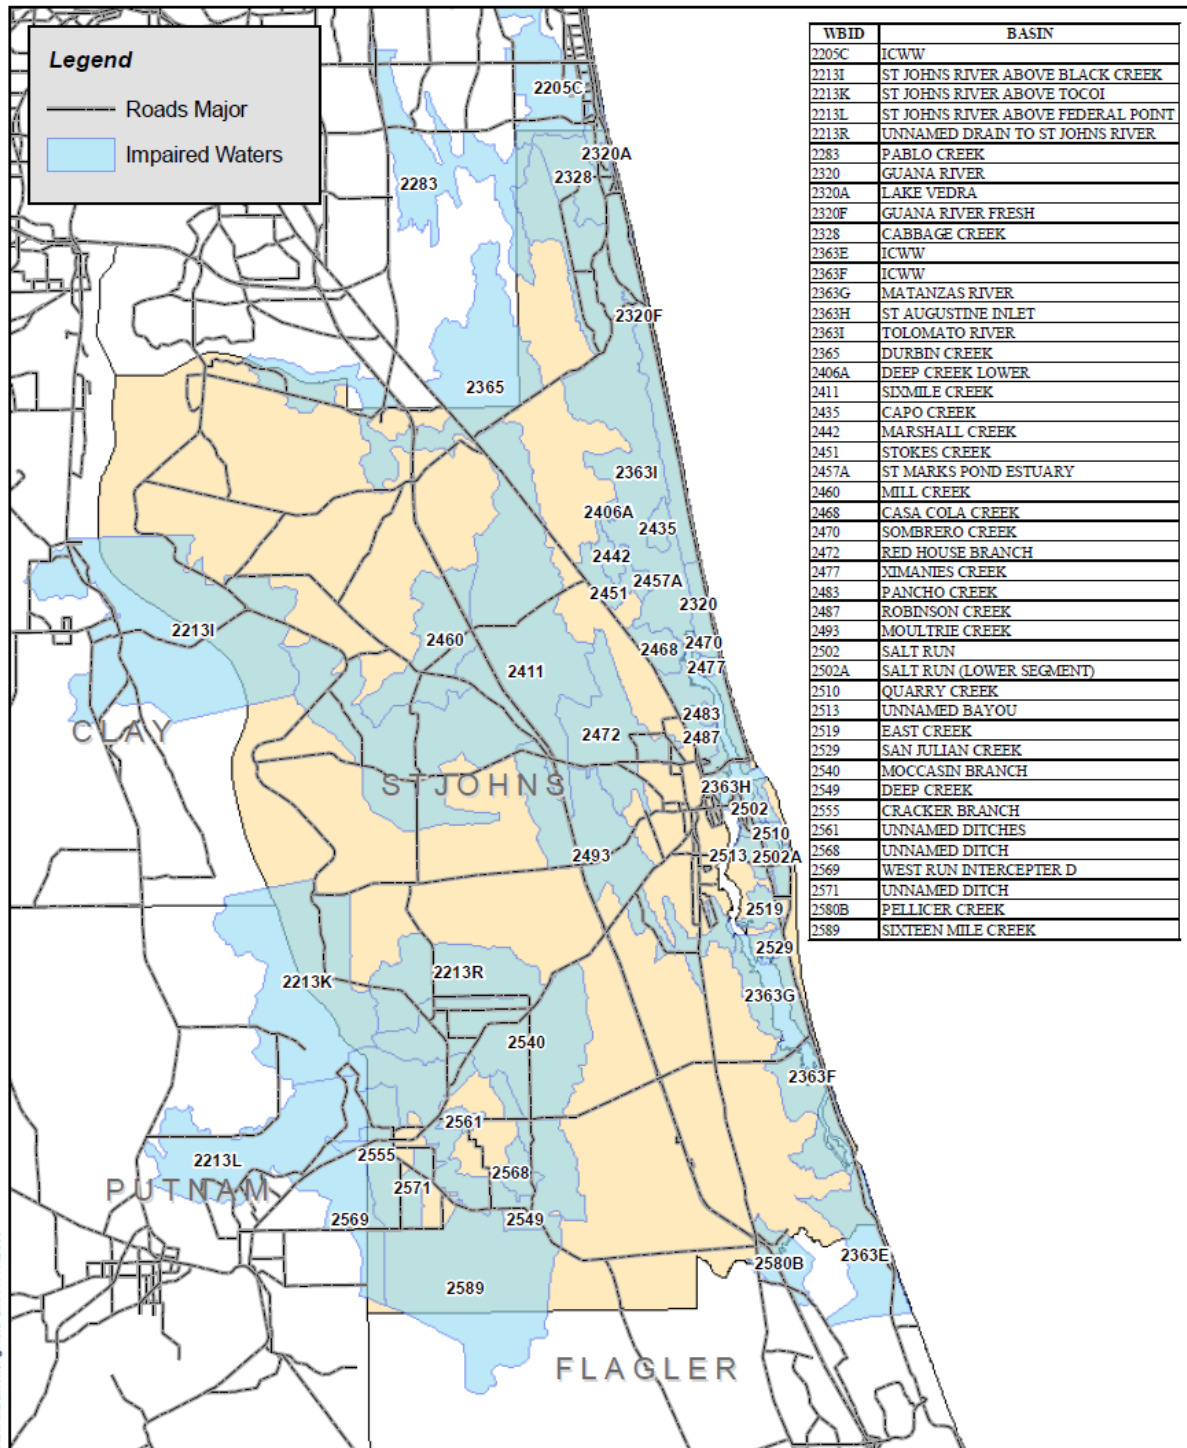 Legend
Roads Major
Impaired Waters
WBID BASIN
2205C ICWW
2213I ST JOHNS RIVER ABOVE BLACK CREEK
2213K ST JOHNS RIVER ABOVE TOCOI
2213L ST JOHNS RIVER ABOVE FEDERAL POINT
2213R UNNAMED DRAIN TO ST JOHNS RIVER
2283 PABLO CREEK
2320 GUANA RIVER
2320A LAKE VEDRA
2320F GUANA RIVER FRESH
2328 CABBAGE CREEK
2363E ICWW
2363F ICWW
2363G MATANZAS RIVER
2363H ST AUGUSTINE INLET
2363I TOLOMATO RIVER
2365 DURBIN CREEK
2406A DEEP CREEK LOWER
2411 SIXMILE CREEK
2435 CAPO CREEK
2442 MARSHALL CREEK
2451 STOKES CREEK
2457A ST MARKS POND ESTUARY
2460 MILL CREEK
2468 CASA COLA CREEK
2470 SOMBRERO CREEK
2472 RED HOUSE BRANCH
2477 XIMANIES CREEK
2483 PANCHO CREEK
2487 ROBINSON CREEK
2493 MOULTRIE CREEK
2502 SALT RUN
2502A SALT RUN (LOWER SEGMENT)
2510 QUARRY CREEK
2513 UNNAMED BAYOU
2519 EAST CREEK
2529 SAN JULIAN CREEK
2540 MOCCASIN BRANCH
2549 DEEP CREEK
2555 CRACKER BRANCH
2561 UNNAMED DITCHES
2568 UNNAMED DITCH
2569 WEST RUN INTERCEPTER D
2571 UNNAMED DITCH
2580B PELLICER CREEK
2589 SIXTEEN MILE CREEK
2205C
2320A
2328
2283
2320F
2365
2363I
2406A
2435
2442
2457A
2451
2320
2213I
2460
2468
2470
2477
2411
2483
2472
2487
CLAY
ST JOHNS
2363H
2502
2510
2493
2513
2502A
2519
2529
2213R
2213K
2363G
2540
2363F
2561
2555
2213L
2568
2571
PUTNAM
2569
2549
2363E
2580B
2589
FLAGLER